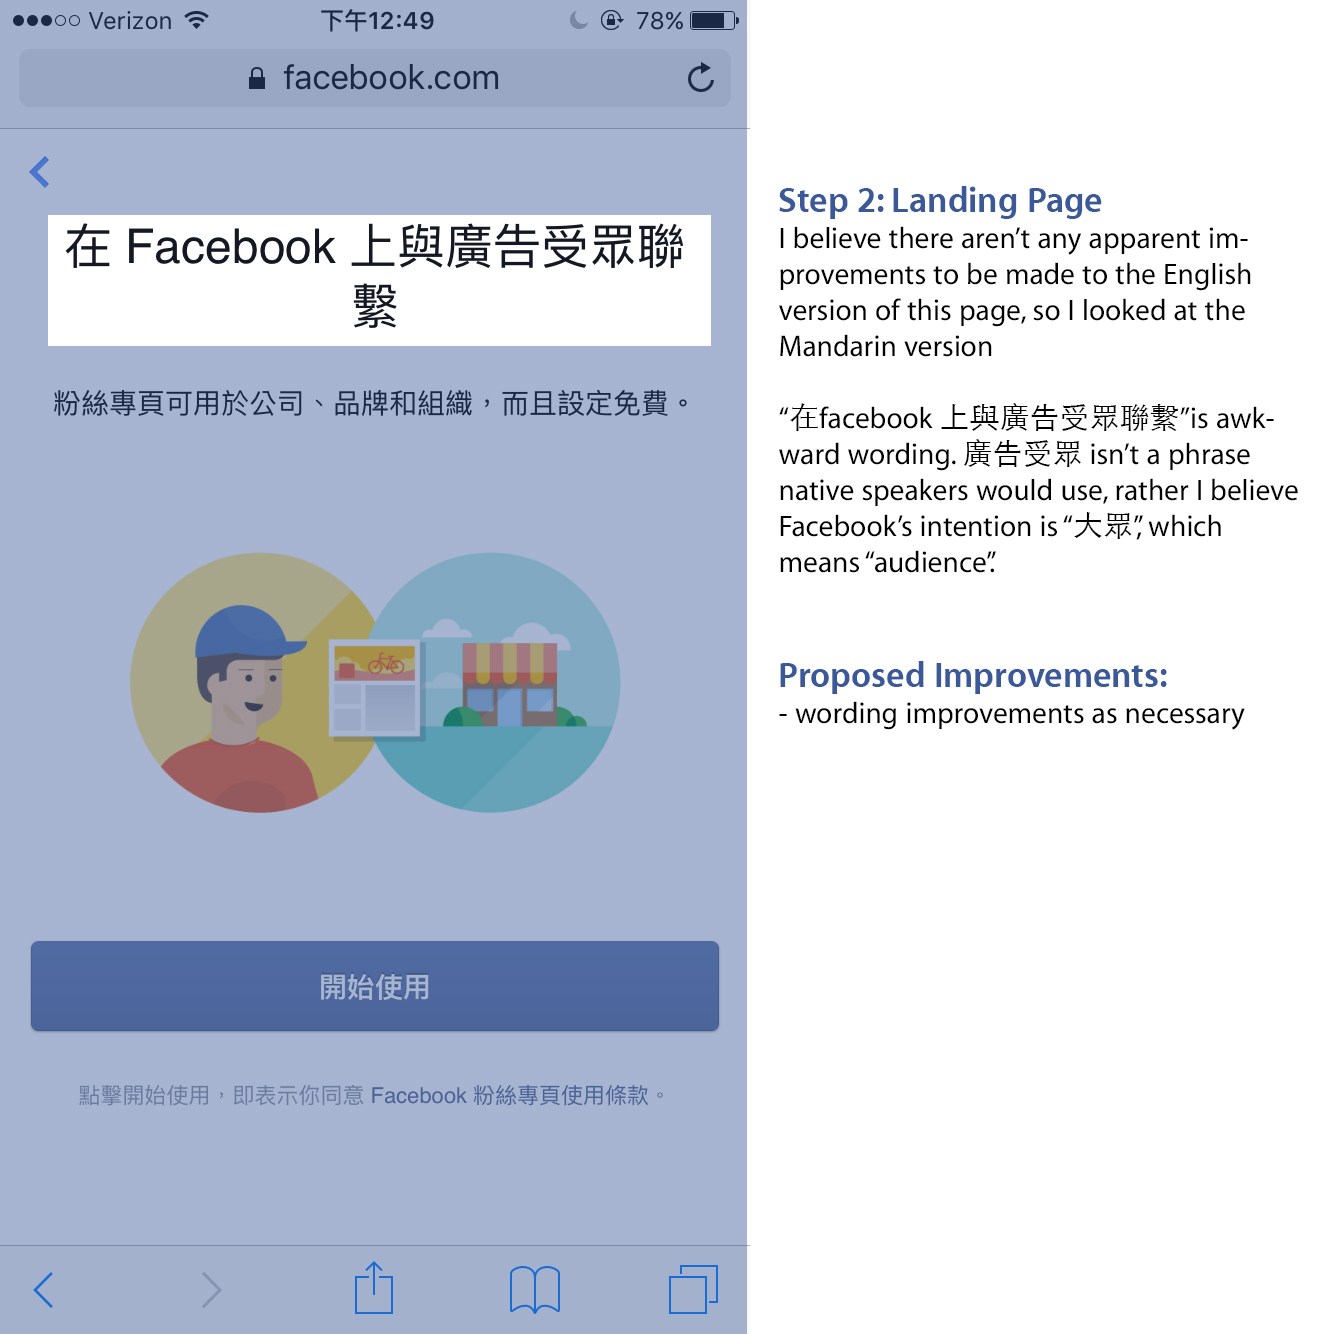 Verizon 下午12:49 78%
facebook.com
在 Facebook 上與廣告受眾聯
繫
粉絲專頁可用於公司、品牌和組織，而且設定免費。
開始使用
點擊開始使用，即表示你同意 Facebook 粉絲專頁使用條款。
Step 2: Landing Page
I believe there aren’t any apparent im-
provements to be made to the English
version of this page, so I looked at the
Mandarin version
“在facebook 上與廣告受眾聯繫”is awk-
ward wording. 廣告受眾 isn’t a phrase
native speakers would use, rather I believe
Facebook’s intention is “大眾”, which
means “audience”.
Proposed Improvements:
- wording improvements as necessary